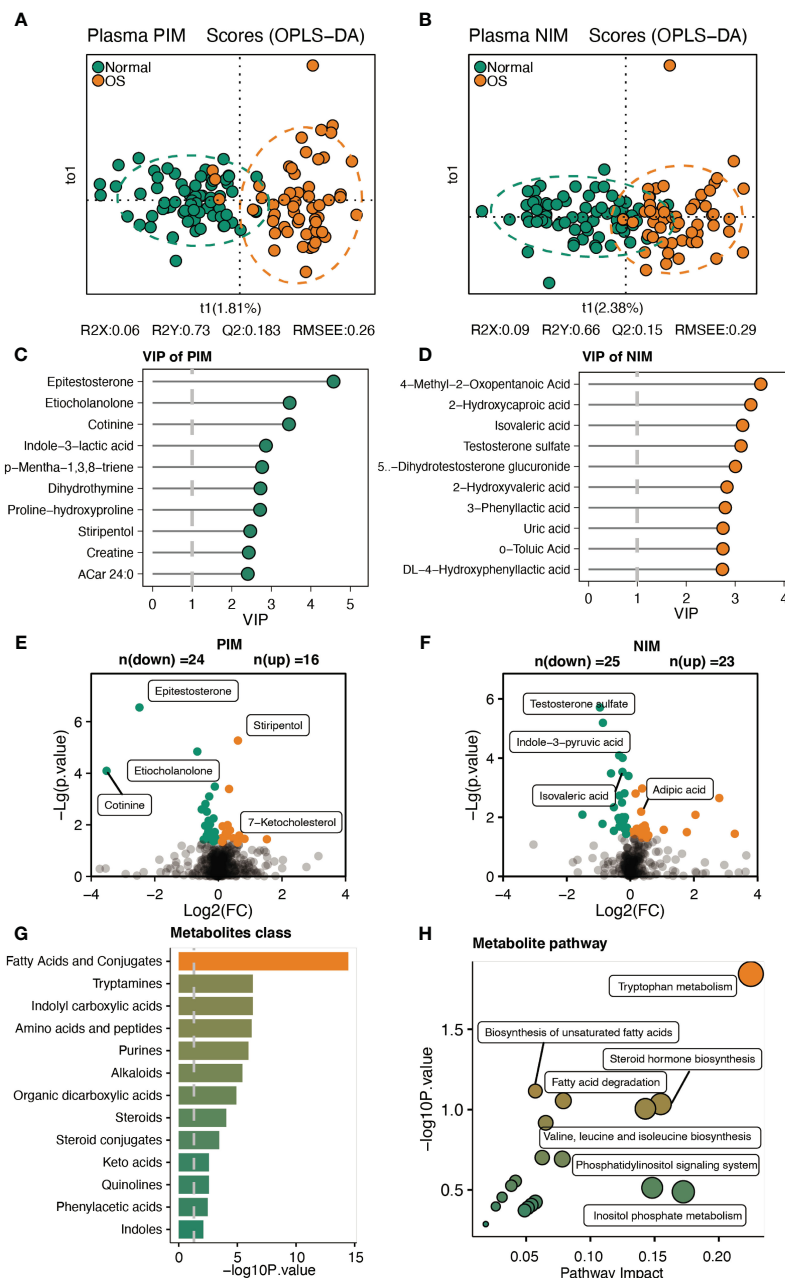 A
Plasma PIM Scores (OPLS−DA)
Normal
OS
to1
t1(1.81%)
R2X:0.06 R2Y:0.73 Q2:0.183 RMSEE:0.26
B
Plasma NIM Scores (OPLS−DA)
Normal
OS
to1
t1(2.38%)
R2X:0.09 R2Y:0.66 Q2:0.15 RMSEE:0.29
C
VIP of PIM
Epitestosterone
Etiocholanolone
Cotinine
Indole−3−lactic acid
p−Mentha−1,3,8−triene
Dihydrothymine
Proline−hydroxyproline
Stiripentol
Creatine
ACar 24:0
0 1 2 3 4 5
VIP
D
VIP of NIM
4−Methyl−2−Oxopentanoic Acid
2−Hydroxycaproic acid
Isovaleric acid
Testosterone sulfate
5..−Dihydrotestosterone glucuronide
2−Hydroxyvaleric acid
3−Phenyllactic acid
Uric acid
o−Toluic Acid
DL−4−Hydroxyphenyllactic acid
0 1 2 3 4
VIP
E
PIM
n(down) =24 n(up) =16
Epitestosterone
Stiripentol
Etiocholanolone
Cotinine
7−Ketocholesterol
−Lg(p.value)
6
4
2
0
−4 −2 0 2 4
Log2(FC)
F
NIM
n(down) =25 n(up) =23
Testosterone sulfate
Indole−3−pyruvic acid
Isovaleric acid
Adipic acid
−Lg(p.value)
6
4
2
0
−4 −2 0 2 4
Log2(FC)
G
Metabolites class
Fatty Acids and Conjugates
Tryptamines
Indolyl carboxylic acids
Amino acids and peptides
Purines
Alkaloids
Organic dicarboxylic acids
Steroids
Steroid conjugates
Keto acids
Quinolines
Phenylacetic acids
Indoles
0 5 10 15
−log10P.value
H
Metabolite pathway
Tryptophan metabolism
Biosynthesis of unsaturated fatty acids
Steroid hormone biosynthesis
Fatty acid degradation
Valine, leucine and isoleucine biosynthesis
Phosphatidylinositol signaling system
Inositol phosphate metabolism
−log10P.value
1.5
1.0
0.5
0.05 0.10 0.15 0.20
Pathway Impact